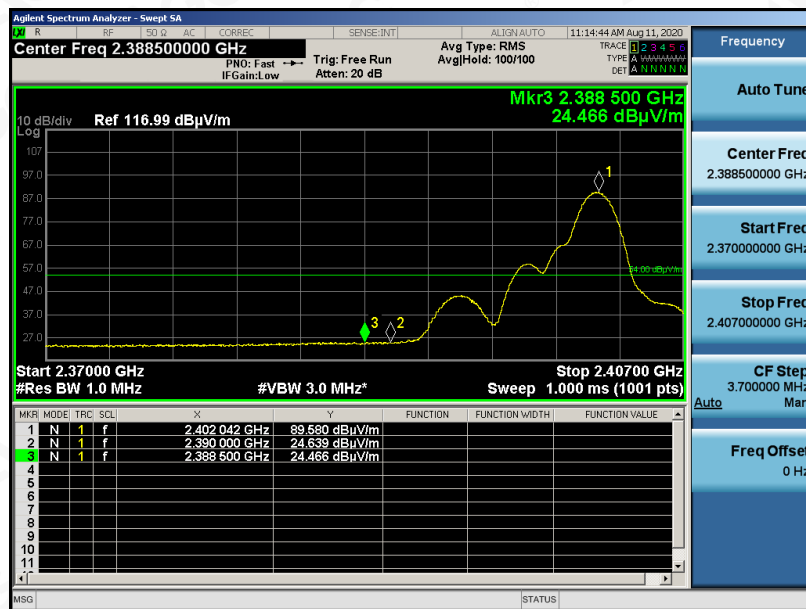 Agilent Spectrum Analyzer - Swept SA
LXI R RF 50 Ω AC CORREC SENSE:INT ALIGN AUTO 11:14:44 AM Aug 11, 2020
Center Freq 2.388500000 GHz
PNO: Fast
IFGain:Low
Trig: Free Run
Atten: 20 dB
Avg Type: RMS
Avg|Hold: 100/100
TRACE 1 2 3 4 5 6
TYPE A
DET A N N N N N
Mkr3 2.388 500 GHz
24.466 dBµV/m
10 dB/div Ref 116.99 dBµV/m
Log
107
97.0
87.0
77.0
67.0
57.0
47.0
37.0
27.0
1
2
3
54.00 dBµV/m
Start 2.37000 GHz Stop 2.40700 GHz
#Res BW 1.0 MHz #VBW 3.0 MHz* Sweep 1.000 ms (1001 pts)
MKR MODE TRC SCL X Y FUNCTION FUNCTION WIDTH FUNCTION VALUE
1 N 1 f 2.402 042 GHz 89.580 dBµV/m
2 N 1 f 2.390 000 GHz 24.639 dBµV/m
3 N 1 f 2.388 500 GHz 24.466 dBµV/m
4
5
6
7
8
9
10
11
MSG STATUS
Frequency
Auto Tune
Center Freq
2.388500000 GHz
Start Freq
2.370000000 GHz
Stop Freq
2.407000000 GHz
CF Step
3.700000 MHz
Auto Man
Freq Offset
0 Hz